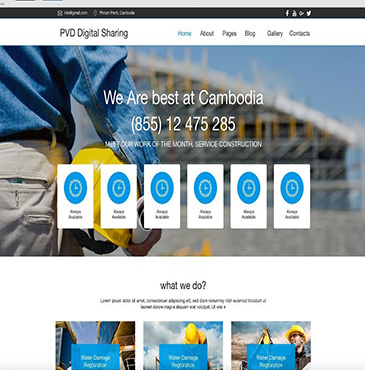 info@gmail.com Phnom Penh, Cambodia
PVD Digital Sharing
Home About Pages Blog Gallery Contacts
We Are best at Cambodia
(855) 12 475 285
MEET OUR WORK OF THE MONTH, SERVICE CONSTRUCTION
Always Available Always Available Always Available Always Available Always Available Always Available
what we do?
Lorem ipsum dolor sit amet, consectetuer adipiscing elit, sed diam nonummy nibh euismod tincidunt ut
laoreet dolore magna aliquam erat volutpat. Ut wisi e
Water Damage Water Damage Water Damage
Regtoration Regtoration Regtoration